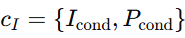 c_I = {I_cond, P_cond}